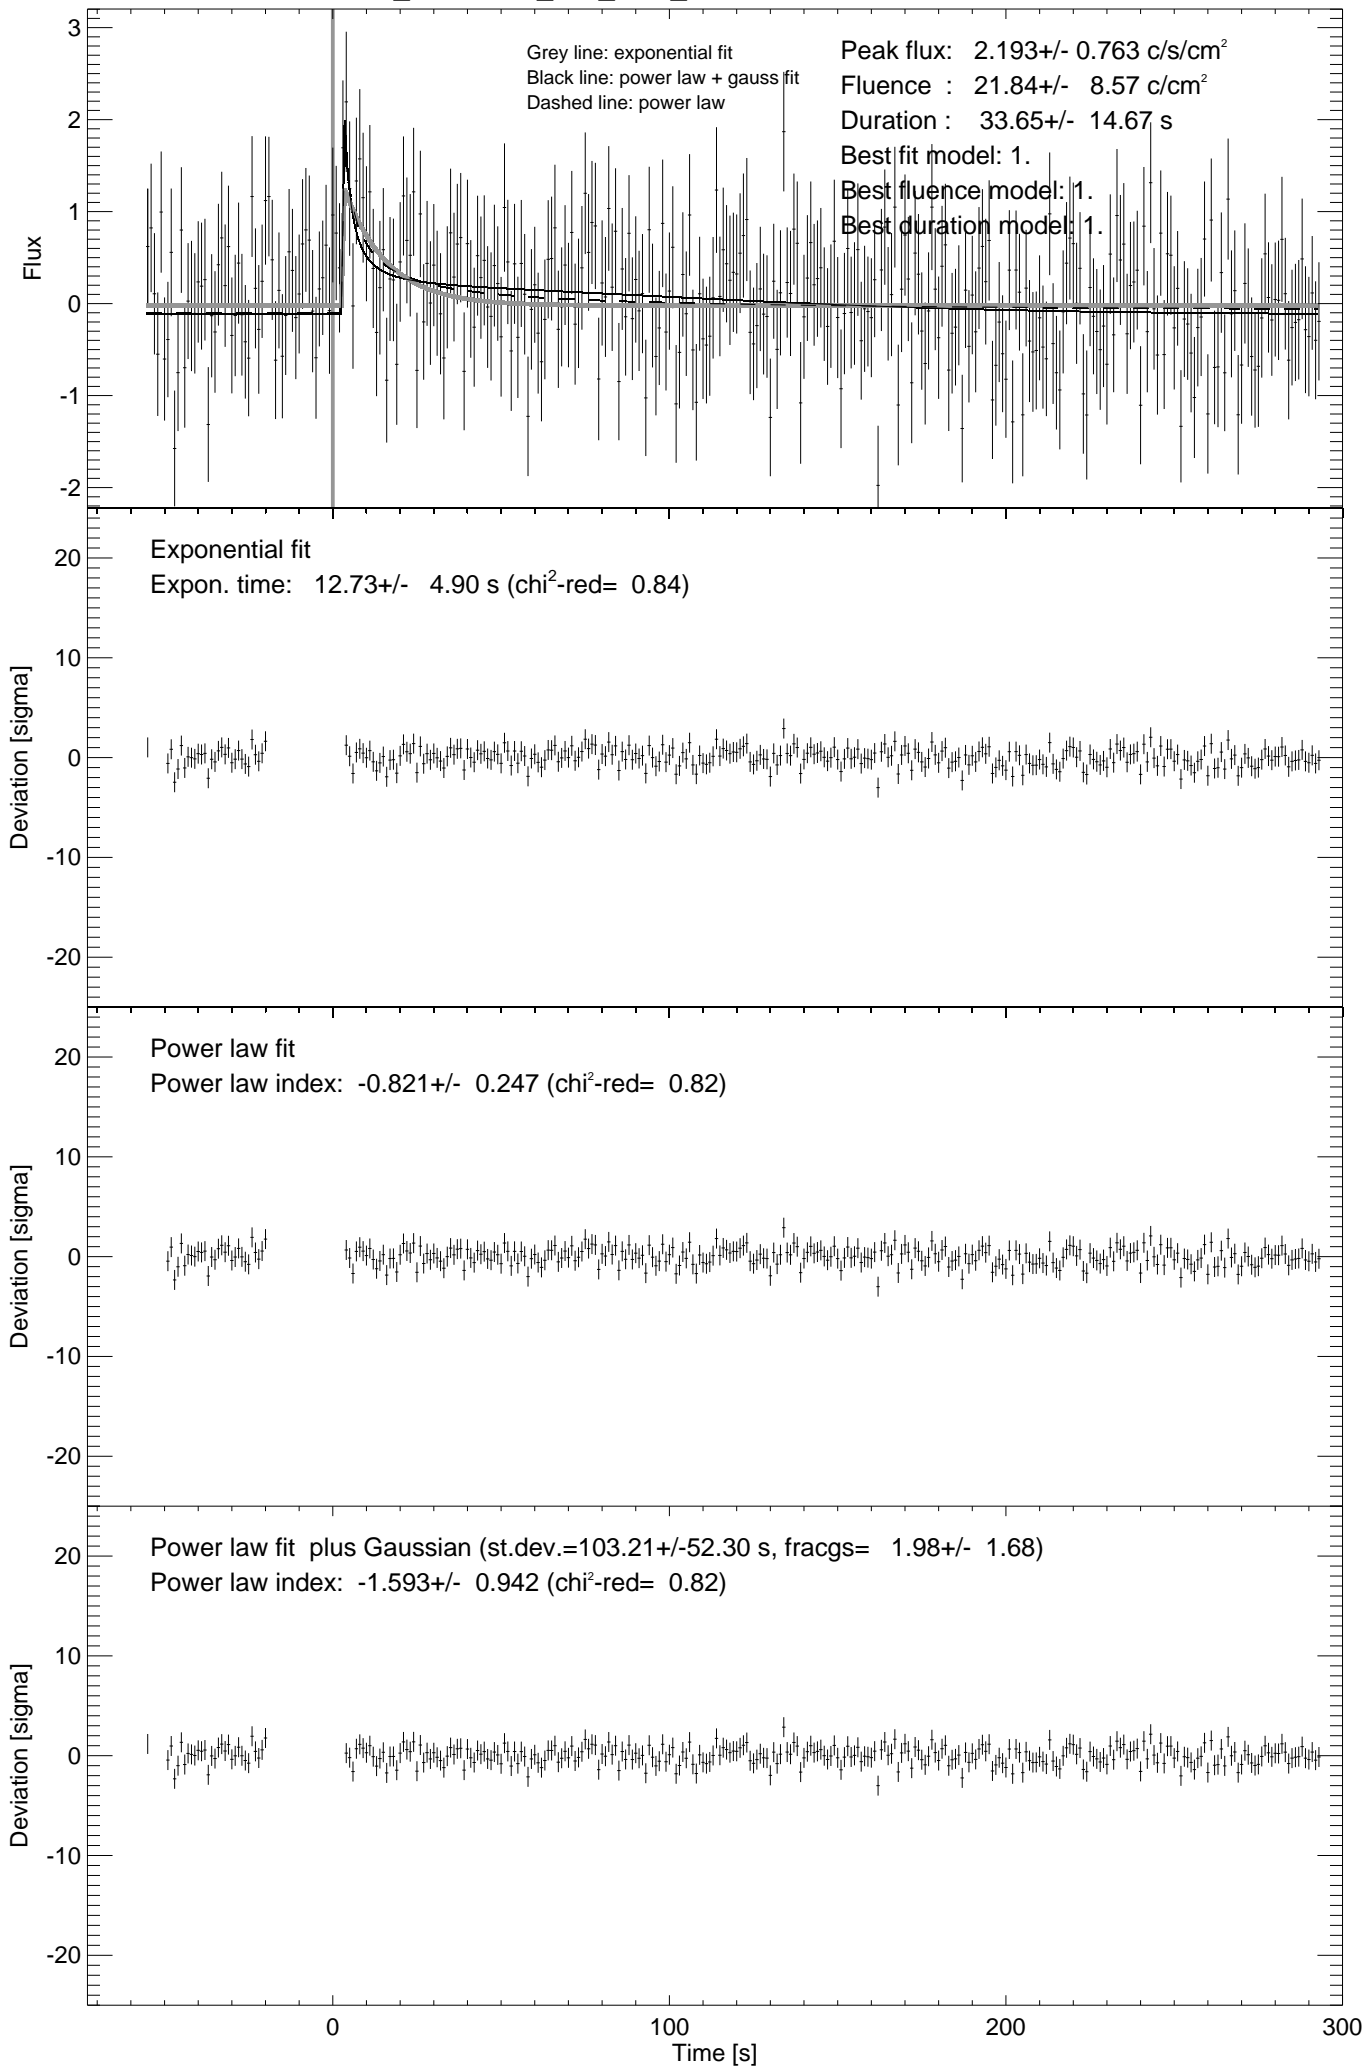 3
2
1
0
-1
-2
Flux
Grey line: exponential fit
Black line: power law + gauss fit
Dashed line: power law
Peak flux: 2.193+/- 0.763 c/s/cm²
Fluence : 21.84+/- 8.57 c/cm²
Duration : 33.65+/- 14.67 s
Best fit model: 1.
Best fluence model: 1.
Best duration model: 1.
20
10
0
-10
-20
Deviation [sigma]
Exponential fit
Expon. time: 12.73+/- 4.90 s (chi²-red= 0.84)
20
10
0
-10
-20
Deviation [sigma]
Power law fit
Power law index: -0.821+/- 0.247 (chi²-red= 0.82)
20
10
0
-10
-20
Deviation [sigma]
Power law fit plus Gaussian (st.dev.=103.21+/-52.30 s, fracgs= 1.98+/- 1.68)
Power law index: -1.593+/- 0.942 (chi²-red= 0.82)
0 100 200 300
Time [s]